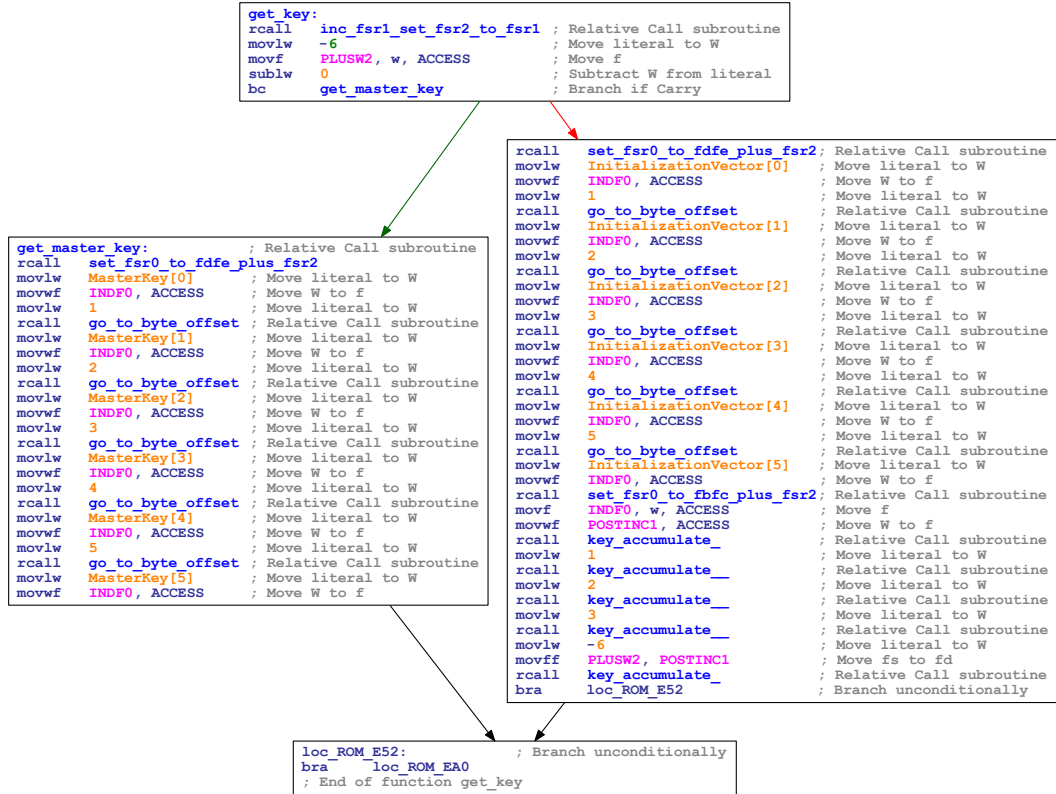 get_key:
rcall inc_fsr1_set_fsr2_to_fsr1 ; Relative Call subroutine
movlw -6 ; Move literal to W
movf PLUSW2, w, ACCESS ; Move f
sublw 0 ; Subtract W from literal
bc get_master_key ; Branch if Carry
get_master_key: ; Relative Call subroutine
rcall set_fsr0_to_fdfe_plus_fsr2
movlw MasterKey[0] ; Move literal to W
movwf INDF0, ACCESS ; Move W to f
movlw 1 ; Move literal to W
rcall go_to_byte_offset ; Relative Call subroutine
movlw MasterKey[1] ; Move literal to W
movwf INDF0, ACCESS ; Move W to f
movlw 2 ; Move literal to W
rcall go_to_byte_offset ; Relative Call subroutine
movlw MasterKey[2] ; Move literal to W
movwf INDF0, ACCESS ; Move W to f
movlw 3 ; Move literal to W
rcall go_to_byte_offset ; Relative Call subroutine
movlw MasterKey[3] ; Move literal to W
movwf INDF0, ACCESS ; Move W to f
movlw 4 ; Move literal to W
rcall go_to_byte_offset ; Relative Call subroutine
movlw MasterKey[4] ; Move literal to W
movwf INDF0, ACCESS ; Move W to f
movlw 5 ; Move literal to W
rcall go_to_byte_offset ; Relative Call subroutine
movlw MasterKey[5] ; Move literal to W
movwf INDF0, ACCESS ; Move W to f
rcall set_fsr0_to_fdfe_plus_fsr2; Relative Call subroutine
movlw InitializationVector[0] ; Move literal to W
movwf INDF0, ACCESS ; Move W to f
movlw 1 ; Move literal to W
rcall go_to_byte_offset ; Relative Call subroutine
movlw InitializationVector[1] ; Move literal to W
movwf INDF0, ACCESS ; Move W to f
movlw 2 ; Move literal to W
rcall go_to_byte_offset ; Relative Call subroutine
movlw InitializationVector[2] ; Move literal to W
movwf INDF0, ACCESS ; Move W to f
movlw 3 ; Move literal to W
rcall go_to_byte_offset ; Relative Call subroutine
movlw InitializationVector[3] ; Move literal to W
movwf INDF0, ACCESS ; Move W to f
movlw 4 ; Move literal to W
rcall go_to_byte_offset ; Relative Call subroutine
movlw InitializationVector[4] ; Move literal to W
movwf INDF0, ACCESS ; Move W to f
movlw 5 ; Move literal to W
rcall go_to_byte_offset ; Relative Call subroutine
movlw InitializationVector[5] ; Move literal to W
movwf INDF0, ACCESS ; Move W to f
rcall set_fsr0_to_fbfc_plus_fsr2; Relative Call subroutine
movf INDF0, w, ACCESS ; Move f
movwf POSTINC1, ACCESS ; Move W to f
rcall key_accumulate_ ; Relative Call subroutine
movlw 1 ; Move literal to W
rcall key_accumulate__ ; Relative Call subroutine
movlw 2 ; Move literal to W
rcall key_accumulate__ ; Relative Call subroutine
movlw 3 ; Move literal to W
rcall key_accumulate__ ; Relative Call subroutine
movlw -6 ; Move literal to W
movff PLUSW2, POSTINC1 ; Move fs to fd
rcall key_accumulate_ ; Relative Call subroutine
bra loc_ROM_E52 ; Branch unconditionally
loc_ROM_E52: ; Branch unconditionally
bra loc_ROM_EA0
; End of function get_key